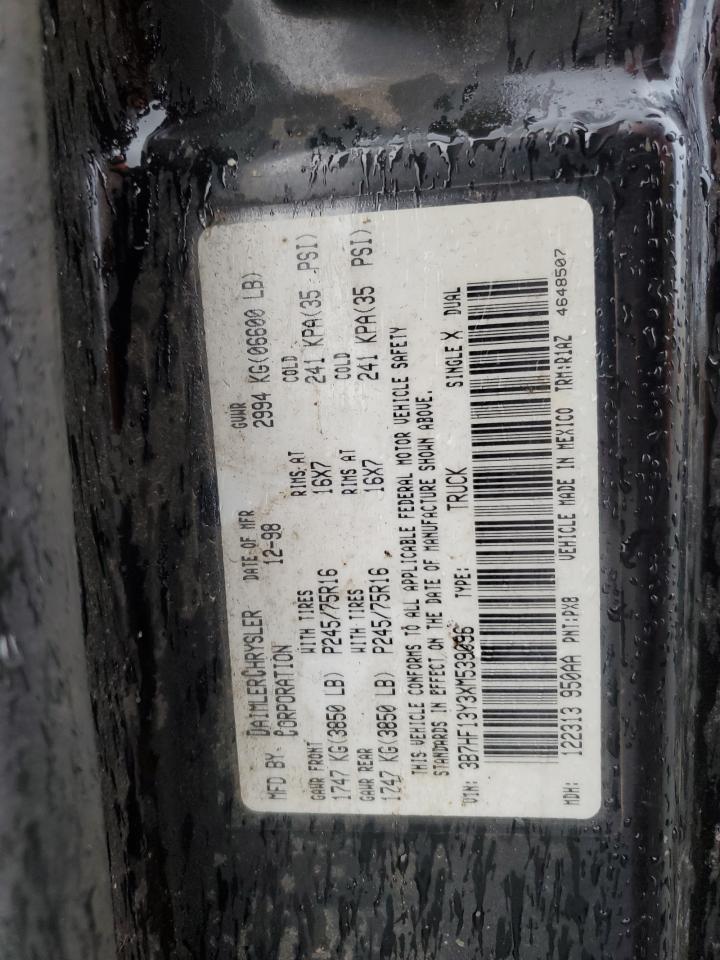 MFD BY DAIMLERCHRYSLER CORPORATION DATE OF MFR 12-98 GVWR 2994 KG(06600 LB)
GAWR FRONT WITH TIRES RIMS AT COLD
1747 KG(3850 LB) P245/75R16 16X7 241 KPA(35 PSI)
GAWR REAR WITH TIRES RIMS AT COLD
1747 KG(3850 LB) P245/75R16 16X7 241 KPA(35 PSI)
THIS VEHICLE CONFORMS TO ALL APPLICABLE FEDERAL MOTOR VEHICLE SAFETY
STANDARDS IN EFFECT ON THE DATE OF MANUFACTURE SHOWN ABOVE.
VIN: 3B7HF13Y3XM539096 TYPE: TRUCK SINGLE X DUAL
MDH: 122313 950AA PNT:PX8 VEHICLE MADE IN MEXICO TRM:R1AZ 4648507